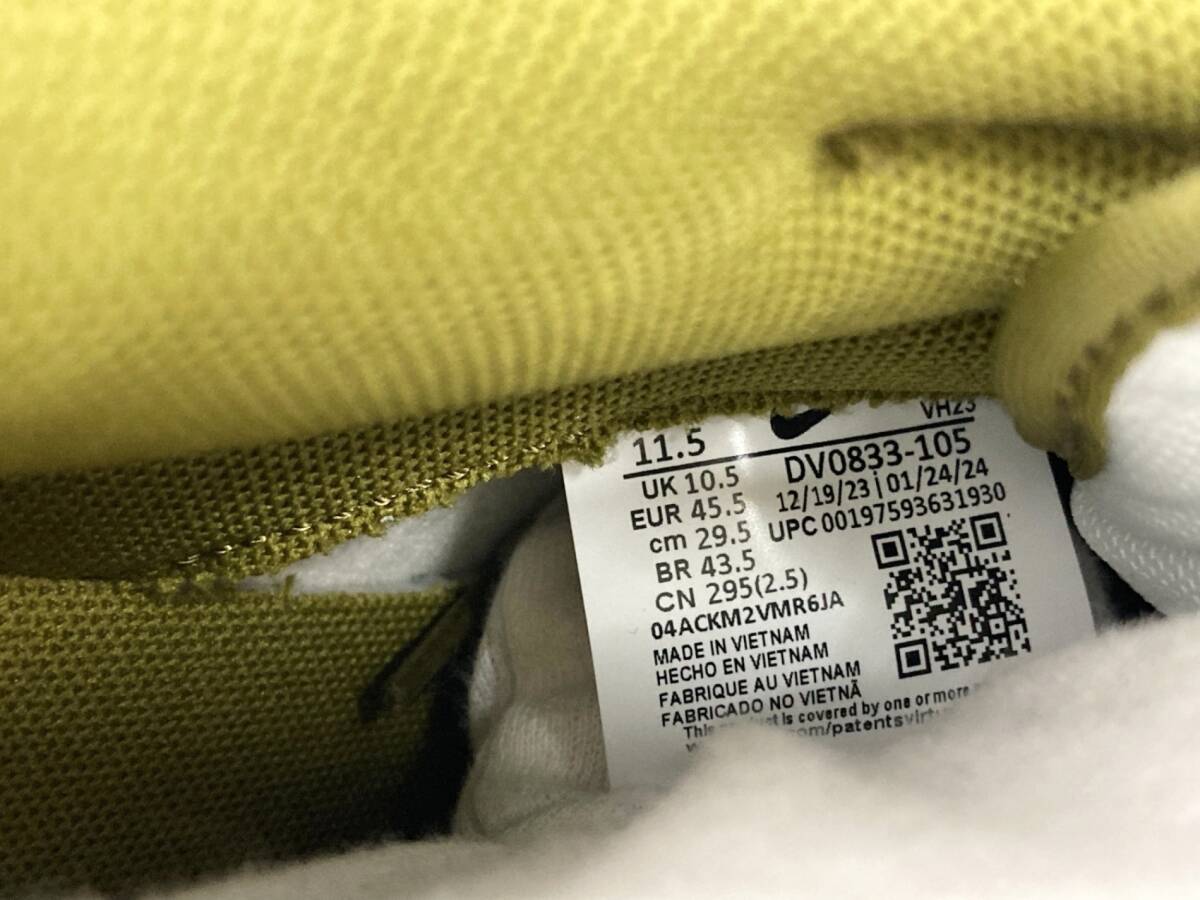 11.5 VH23
UK 10.5 DV0833-105
EUR 45.5 12/19/23 | 01/24/24
cm 29.5 UPC 00197593631930
BR 43.5
CN 295(2.5)
04ACKM2VMR6JA
MADE IN VIETNAM
HECHO EN VIETNAM
FABRIQUE AU VIETNAM
FABRICADO NO VIETNÃ
is covered by one or more